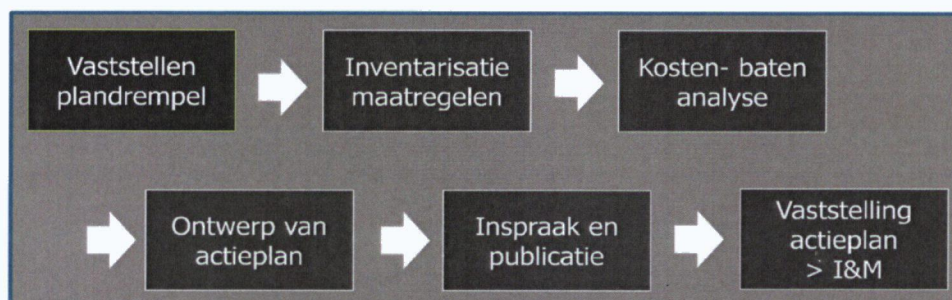 Vaststellen
plandrempel
Inventarisatie
maatregelen
Kosten- baten
analyse
Ontwerp van
actieplan
Inspraak en
publicatie
Vaststelling
actieplan
> I&M